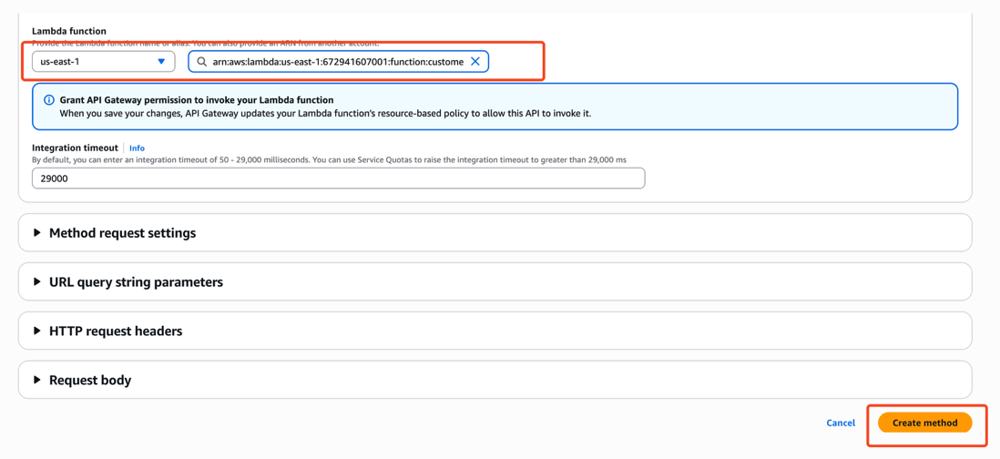 Lambda function
Provide the Lambda function name or alias. You can also provide an ARN from another account.
us-east-1
arn:aws:lambda:us-east-1:672941607001:function:custome
Grant API Gateway permission to invoke your Lambda function
When you save your changes, API Gateway updates your Lambda function's resource-based policy to allow this API to invoke it.
Integration timeout Info
By default, you can enter an integration timeout of 50 - 29,000 milliseconds. You can use Service Quotas to raise the integration timeout to greater than 29,000 ms
29000
Method request settings
URL query string parameters
HTTP request headers
Request body
Cancel Create method